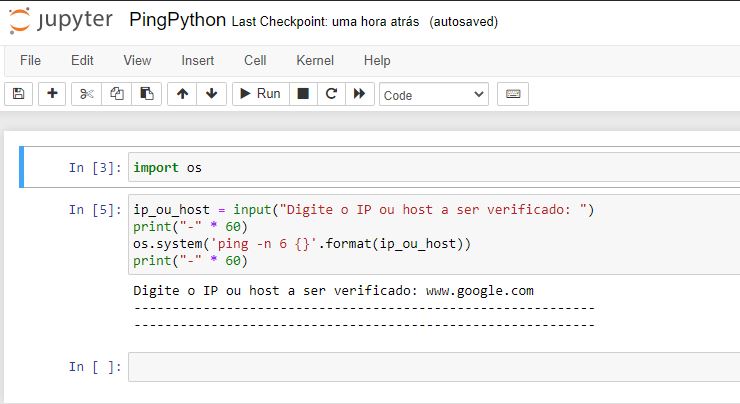 jupyter PingPython Last Checkpoint: uma hora atrás (autosaved)
File Edit View Insert Cell Kernel Help
Run Code
In [3]: import os
In [5]: ip_ou_host = input("Digite o IP ou host a ser verificado: ")
print("-" * 60)
os.system('ping -n 6 {}'.format(ip_ou_host))
print("-" * 60)
Digite o IP ou host a ser verificado: www.google.com
------------------------------------------------------------
------------------------------------------------------------
In [ ]: